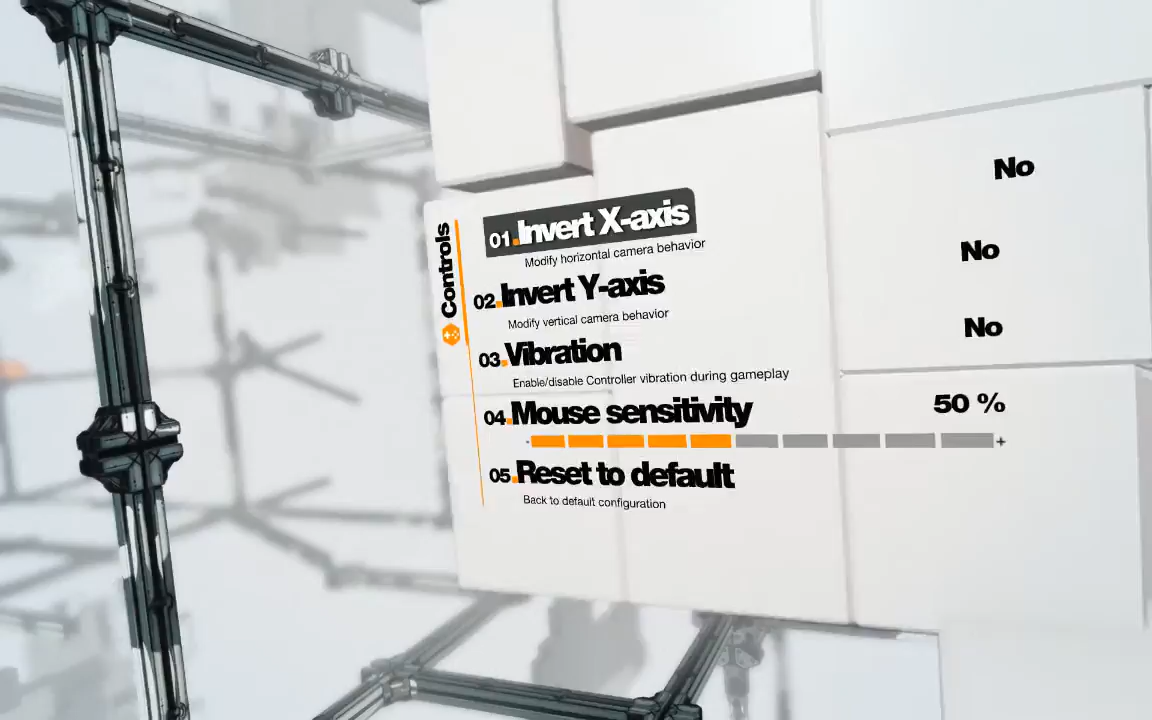 Controls
01.Invert X-axis No
Modify horizontal camera behavior
02.Invert Y-axis No
Modify vertical camera behavior
03.Vibration No
Enable/disable Controller vibration during gameplay
04.Mouse sensitivity 50 %
- +
05.Reset to default
Back to default configuration